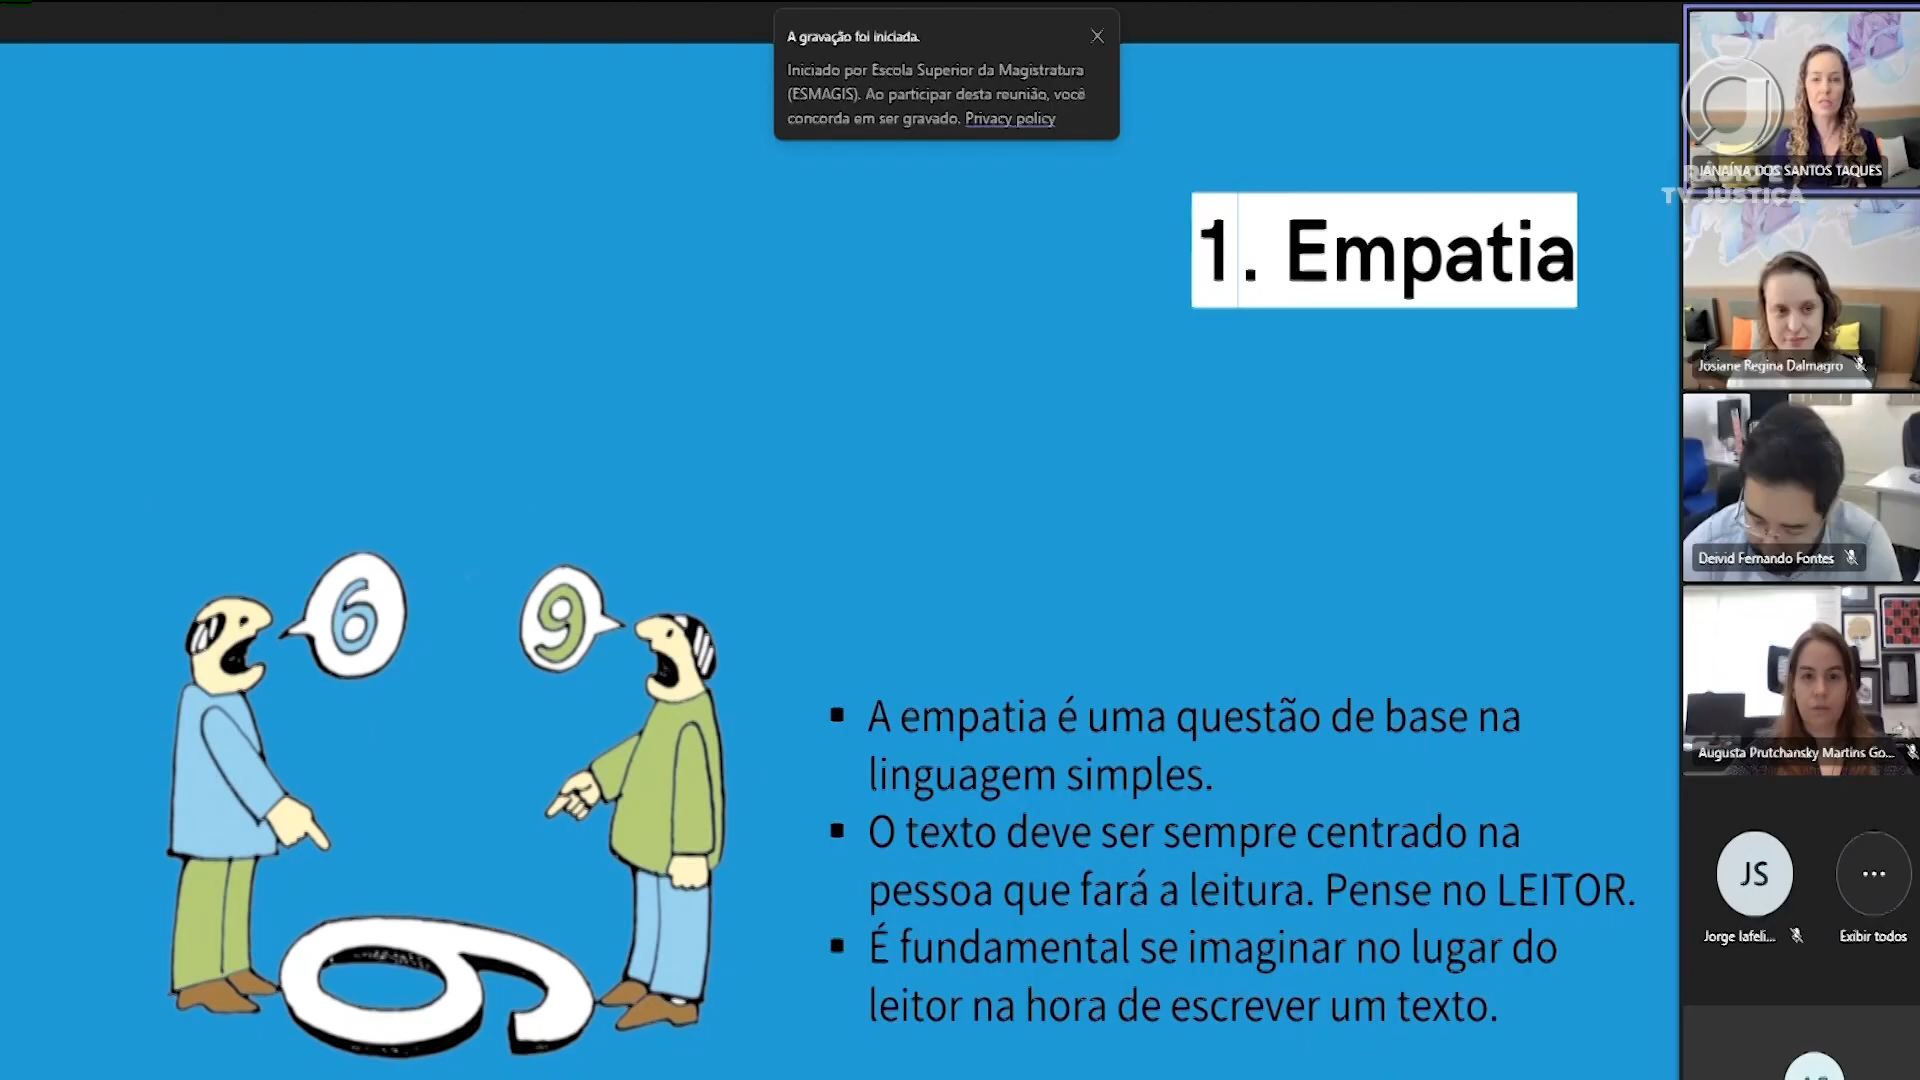 A gravação foi iniciada.
Iniciado por Escola Superior da Magistratura
(ESMAGIS). Ao participar desta reunião, você
concorda em ser gravado. Privacy policy
1. Empatia
6
9
A empatia é uma questão de base na
linguagem simples.
O texto deve ser sempre centrado na
pessoa que fará a leitura. Pense no LEITOR.
É fundamental se imaginar no lugar do
leitor na hora de escrever um texto.
JANAÍNA DOS SANTOS TAQUES
TV JUSTIÇA
Josiane Regina Dalmagro
Deivid Fernando Fontes
Augusta Prutchansky Martins Go...
JS
Jorge Iafeli...
...
Exibir todos